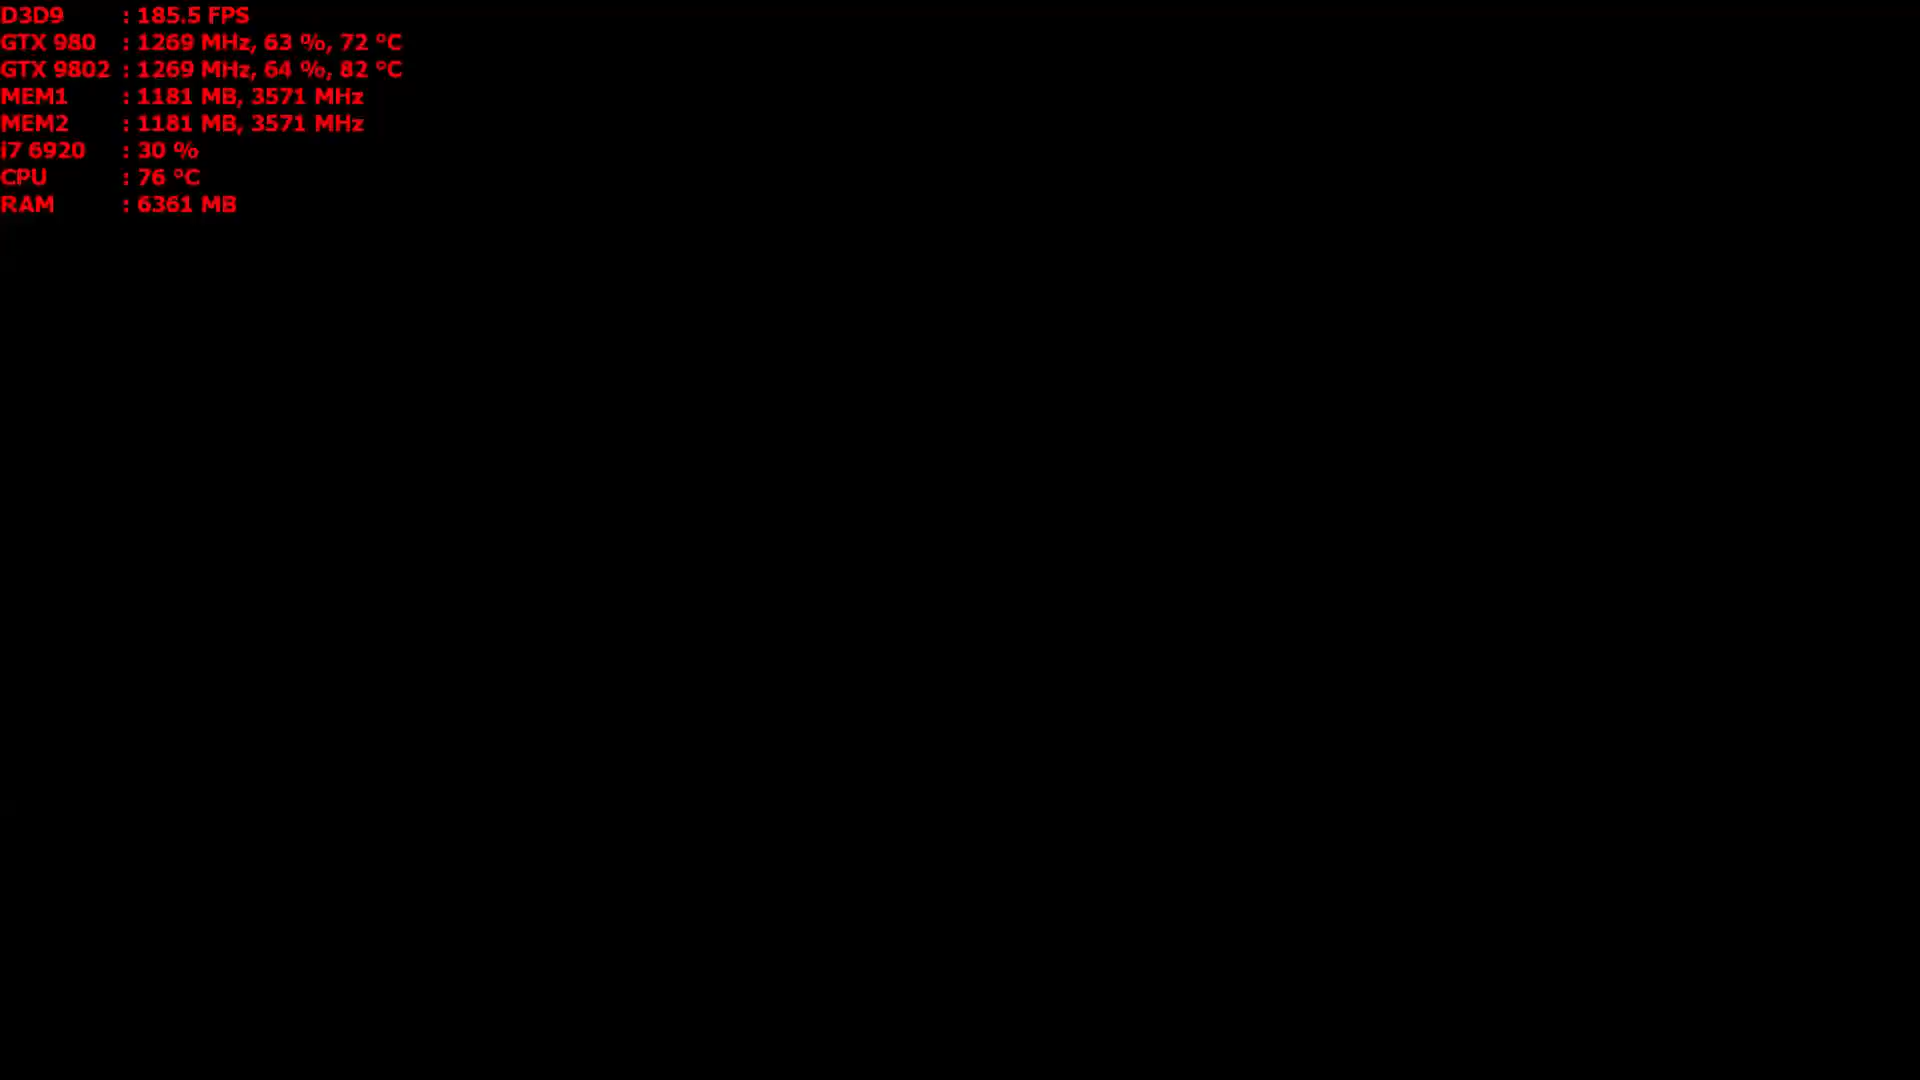 D3D9 : 185.5 FPS
GTX 980 : 1269 MHz, 63 %, 72 °C
GTX 9802 : 1269 MHz, 64 %, 82 °C
MEM1 : 1181 MB, 3571 MHz
MEM2 : 1181 MB, 3571 MHz
i7 6920 : 30 %
CPU : 76 °C
RAM : 6361 MB